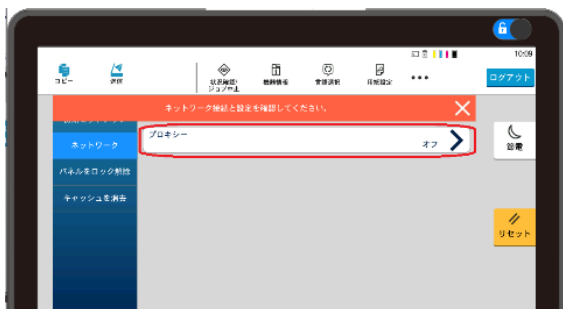 10:09
コピー
送信
状況確認/
ジョブ中止
機器情報
言語選択
用紙設定
ログアウト
ネットワーク接続と設定を確認してください。
プロキシー
オフ
ネットワーク
パネルをロック解除
キャッシュを消去
節電
リセット